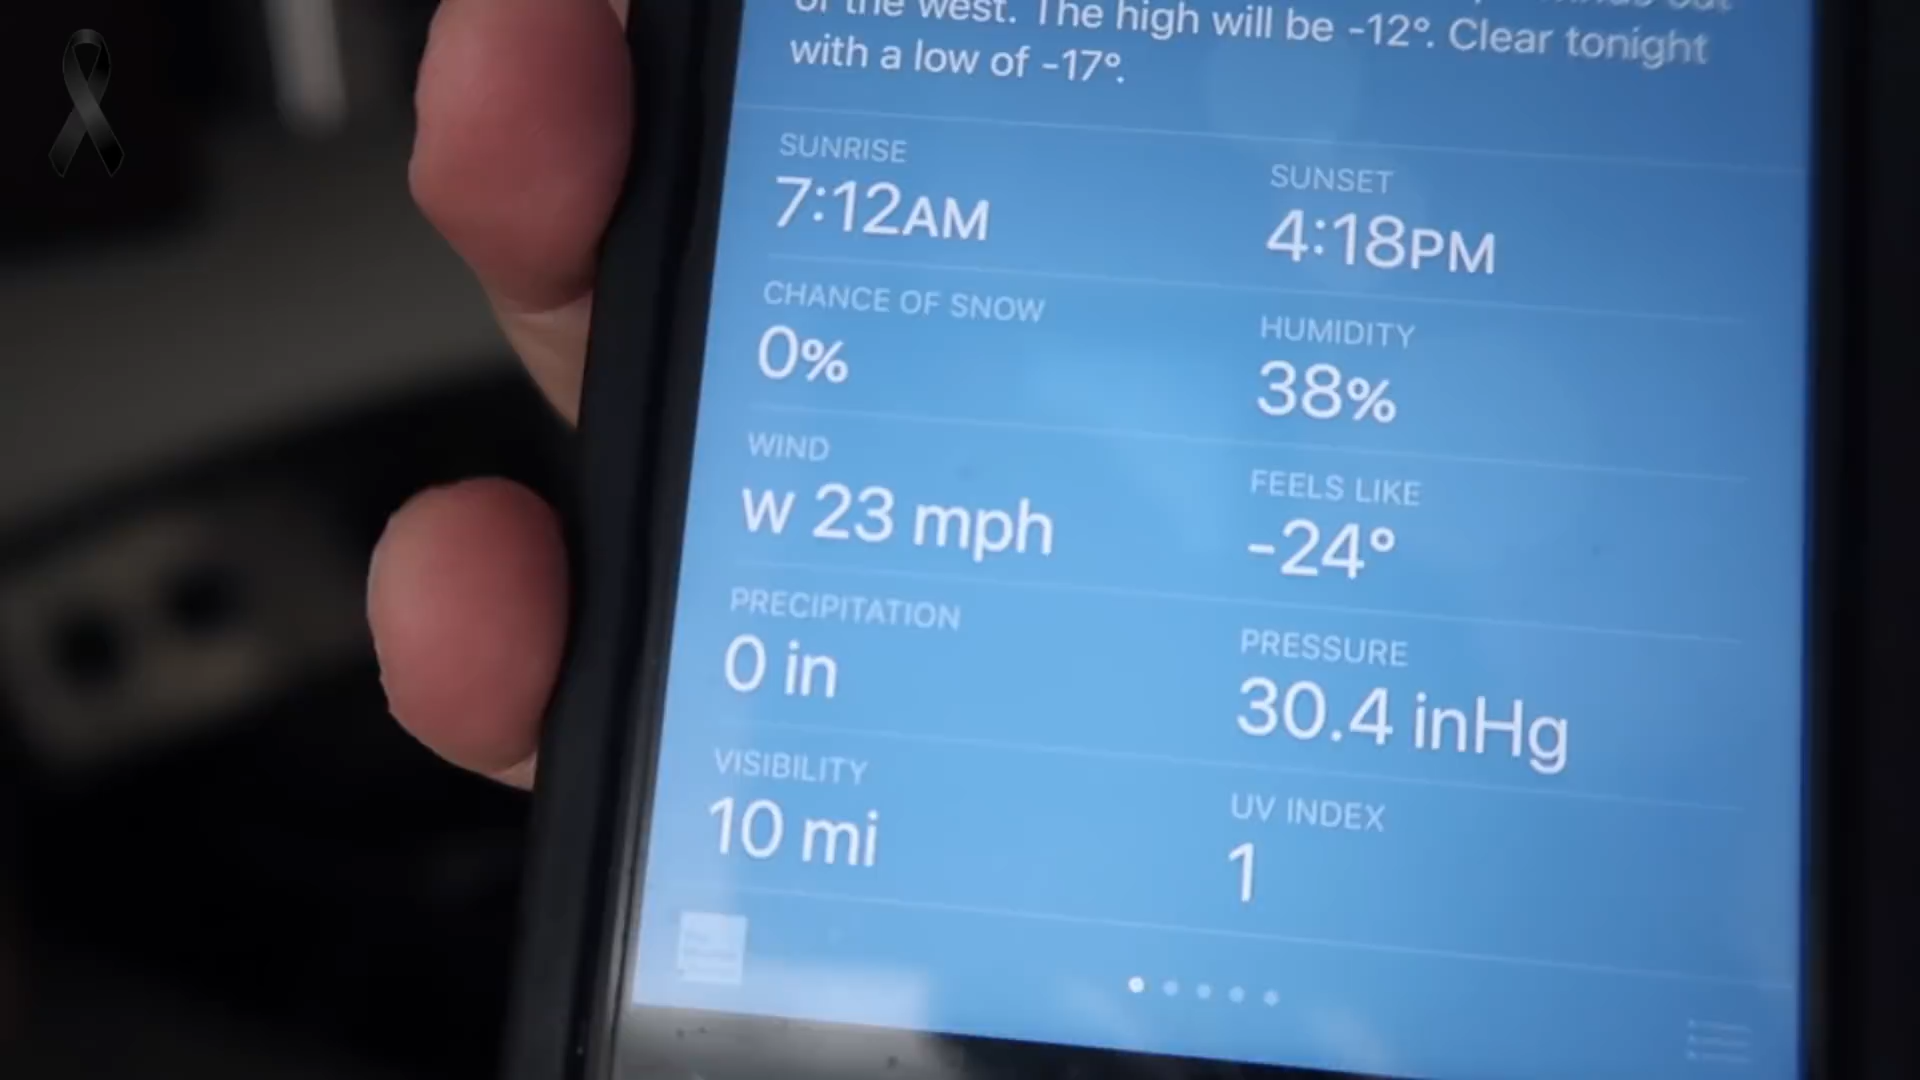 of the west. The high will be -12°. Clear tonight
with a low of -17°.
SUNRISE
7:12AM
SUNSET
4:18PM
CHANCE OF SNOW
0%
HUMIDITY
38%
WIND
w 23 mph
FEELS LIKE
-24°
PRECIPITATION
0 in
PRESSURE
30.4 inHg
VISIBILITY
10 mi
UV INDEX
1